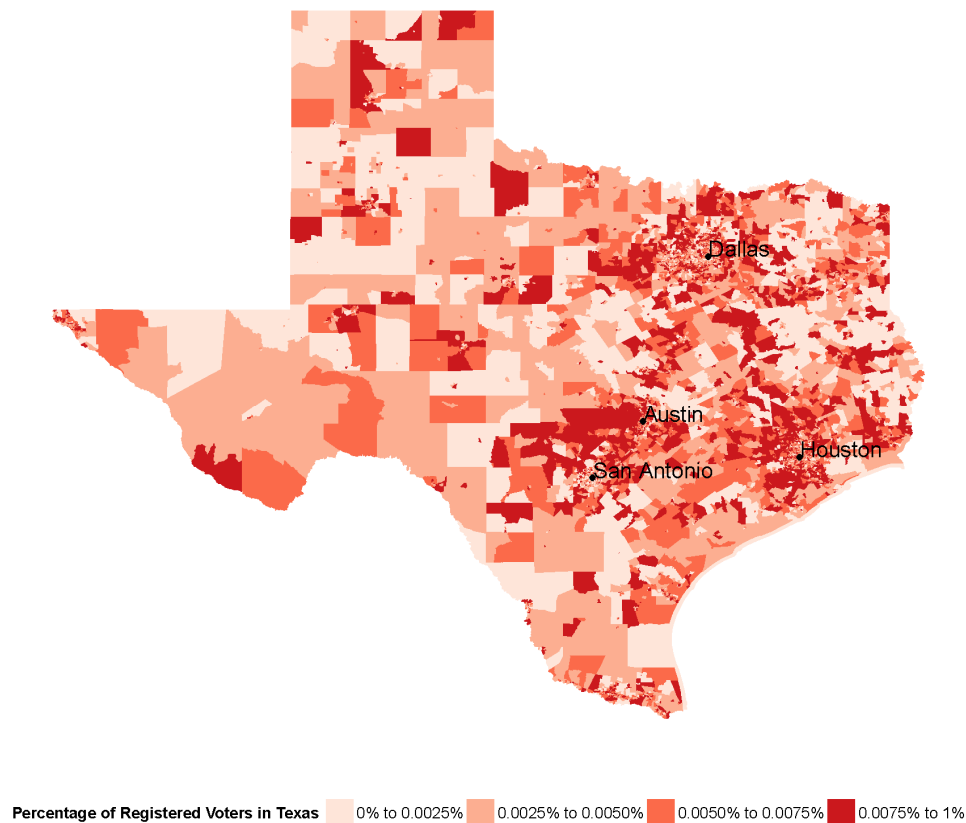 Dallas
Austin
Houston
San Antonio
Percentage of Registered Voters in Texas 0% to 0.0025% 0.0025% to 0.0050% 0.0050% to 0.0075% 0.0075% to 1%